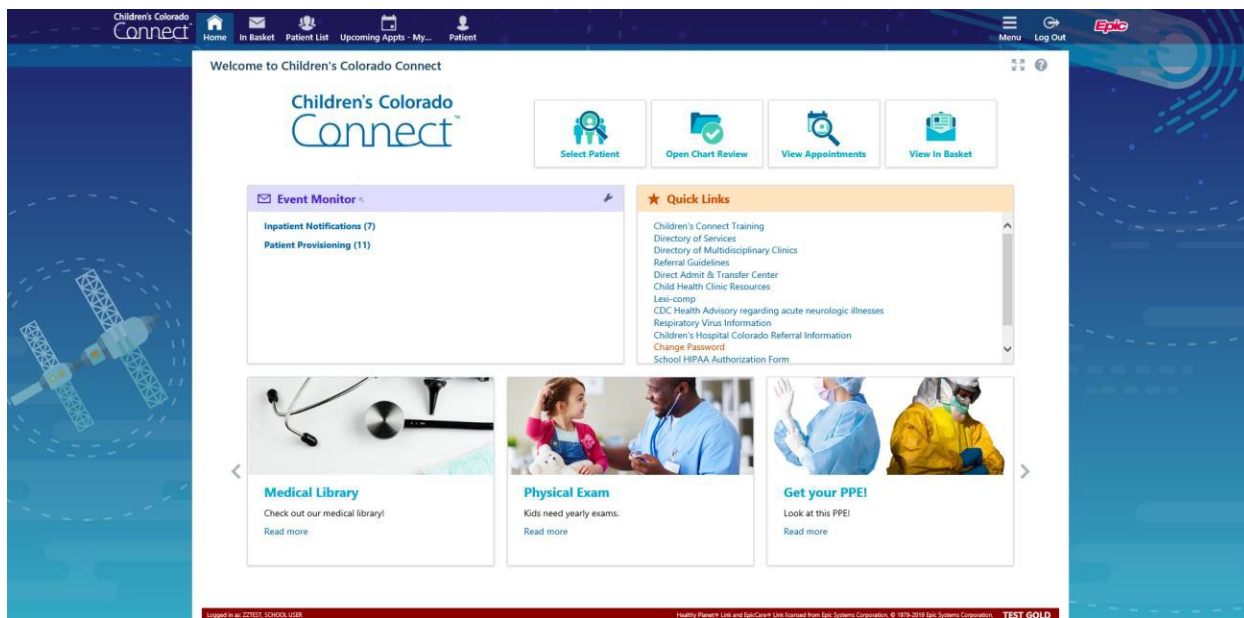 Children's Colorado
Connect
Home In Basket Patient List Upcoming Appts - My... Patient
Menu Log Out
Epic
Welcome to Children's Colorado Connect
Children's Colorado
Connect™
Select Patient Open Chart Review View Appointments View In Basket
Event Monitor
Inpatient Notifications (7)
Patient Provisioning (11)
Quick Links
Children's Connect Training
Directory of Services
Directory of Multidisciplinary Clinics
Referral Guidelines
Direct Admit & Transfer Center
Child Health Clinic Resources
Lexi-comp
CDC Health Advisory regarding acute neurologic illnesses
Respiratory Virus Information
Children's Hospital Colorado Referral Information
Change Password
School HIPAA Authorization Form
Medical Library
Check out our medical library!
Read more
Physical Exam
Kids need yearly exams.
Read more
Get your PPE!
Look at this PPE!
Read more
Logged in as: ZZTEST, SCHOOL USER
Healthy Planet® Link and EpicCare® Link licensed from Epic Systems Corporation, © 1979-2019 Epic Systems Corporation. TEST GOLD